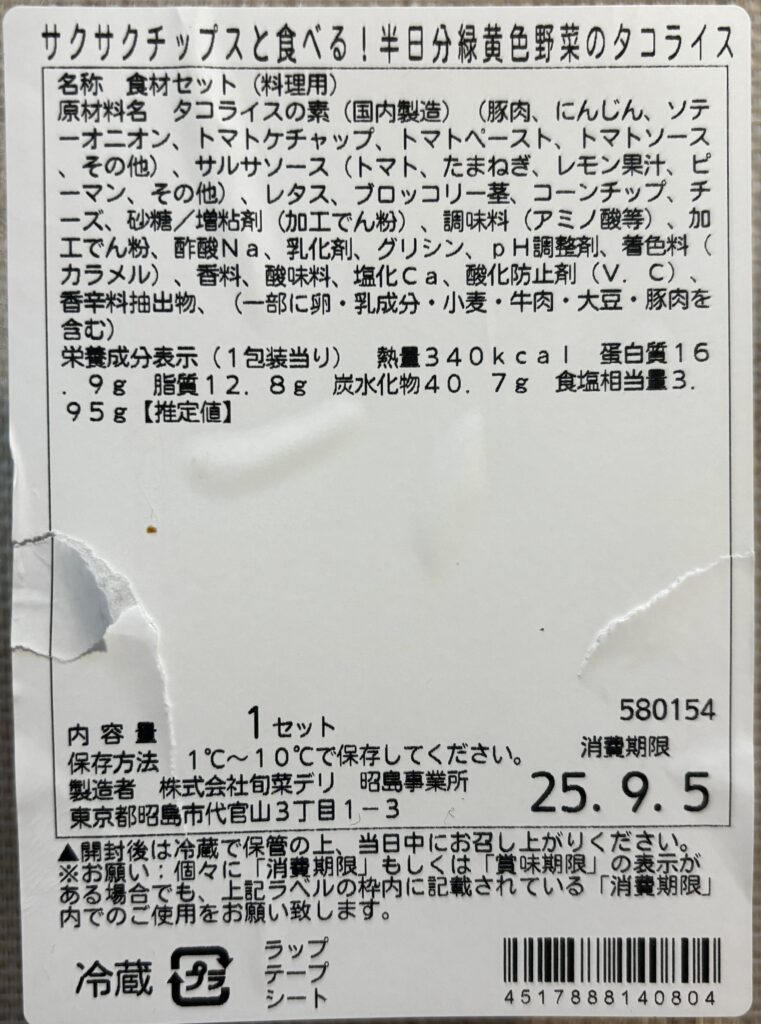 サクサクチップスと食べる！半日分緑黄色野菜のタコライス
名称　食材セット（料理用）
原材料名　タコライスの素（国内製造）（豚肉、にんじん、ソテ
ーオニオン、トマトケチャップ、トマトペースト、トマトソース
、その他）、サルサソース（トマト、たまねぎ、レモン果汁、ピ
ーマン、その他）、レタス、ブロッコリー茎、コーンチップ、チ
ーズ、砂糖／増粘剤（加工でん粉）、調味料（アミノ酸等）、加
工でん粉、酢酸Ｎａ、乳化剤、グリシン、ｐＨ調整剤、着色料（
カラメル）、香料、酸味料、塩化Ｃａ、酸化防止剤（Ｖ．Ｃ）、
香辛料抽出物、（一部に卵・乳成分・小麦・牛肉・大豆・豚肉を
含む）
栄養成分表示（１包装当り）　熱量３４０ｋｃａｌ　蛋白質１６
．９ｇ　脂質１２．８ｇ　炭水化物４０．７ｇ　食塩相当量３．
９５ｇ【推定値】
580154
内容量　1セット
消費期限
保存方法　１℃～１０℃で保存してください。
製造者　株式会社旬菜デリ　昭島事業所
25.9.5
東京都昭島市代官山３丁目１－３
▲開封後は冷蔵で保管の上、当日中にお召し上がりください。
※お願い：個々に「消費期限」もしくは「賞味期限」の表示が
ある場合でも、上記ラベルの枠内に記載されている「消費期限」
内でのご使用をお願い致します。
冷蔵
プラ
ラップ
テープ
シート
4517888140804